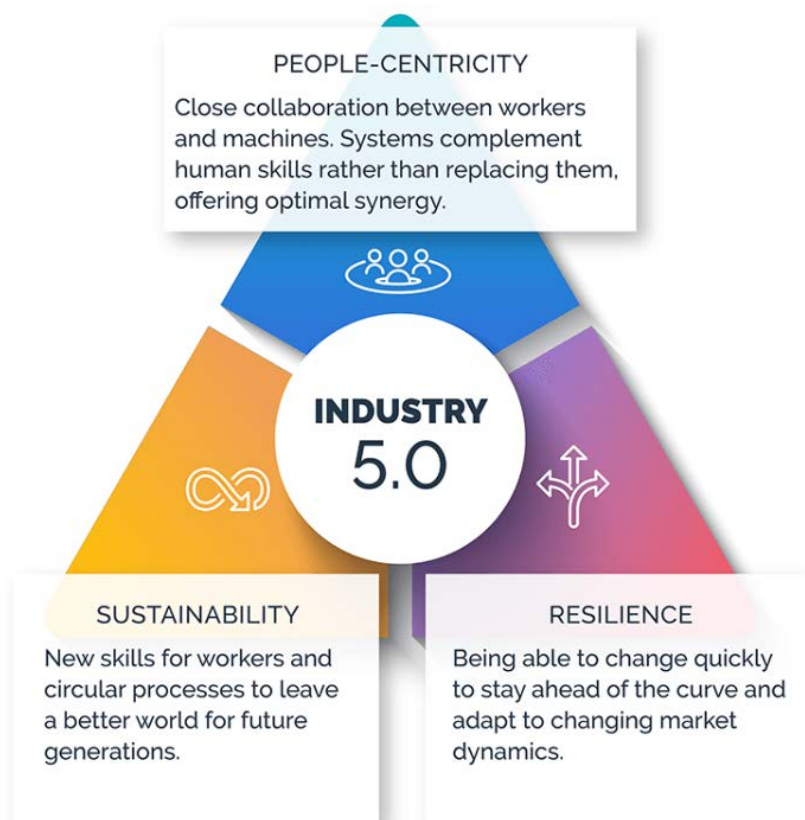 PEOPLE-CENTRICITY
Close collaboration between workers
and machines. Systems complement
human skills rather than replacing them,
offering optimal synergy.
INDUSTRY
5.0
SUSTAINABILITY
New skills for workers and
circular processes to leave
a better world for future
generations.
RESILIENCE
Being able to change quickly
to stay ahead of the curve and
adapt to changing market
dynamics.